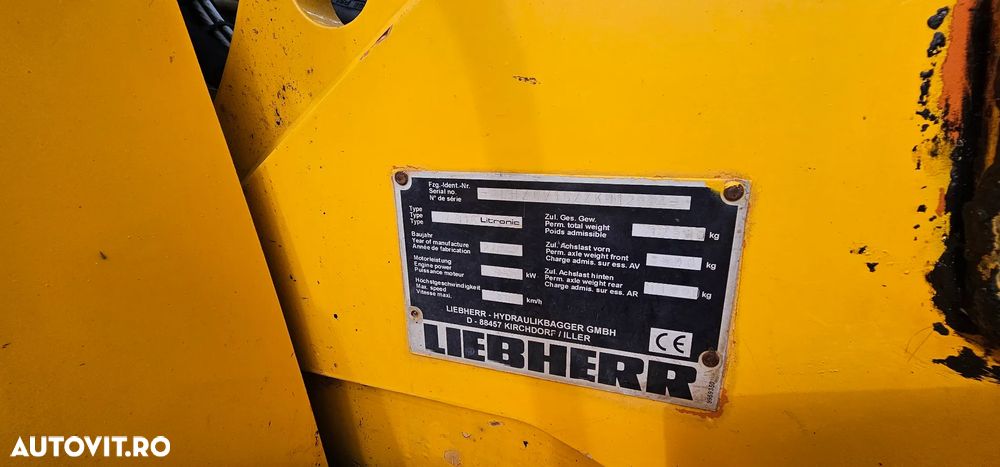 Fzg.-Ident.-Nr.
Serial no.
N° de série
Type
Type
Type
Litronic
Baujahr
Year of manufacture
Année de fabrication
Motorleistung
Engine power
Puissance moteur
kW
Höchstgeschwindigkeit
Max. speed
Vitesse maxi.
km/h
Zul. Ges. Gew.
Perm. total weight
Poids admissible
kg
Zul. Achslast vorn
Perm. axle weight front
Charge admis. sur ess. AV
kg
Zul. Achslast hinten
Perm. axle weight rear
Charge admis. sur ess. AR
kg
LIEBHERR - HYDRAULIKBAGGER GMBH
D - 88457 KIRCHDORF / ILLER
CE
LIEBHERR
AUTOVIT.RO